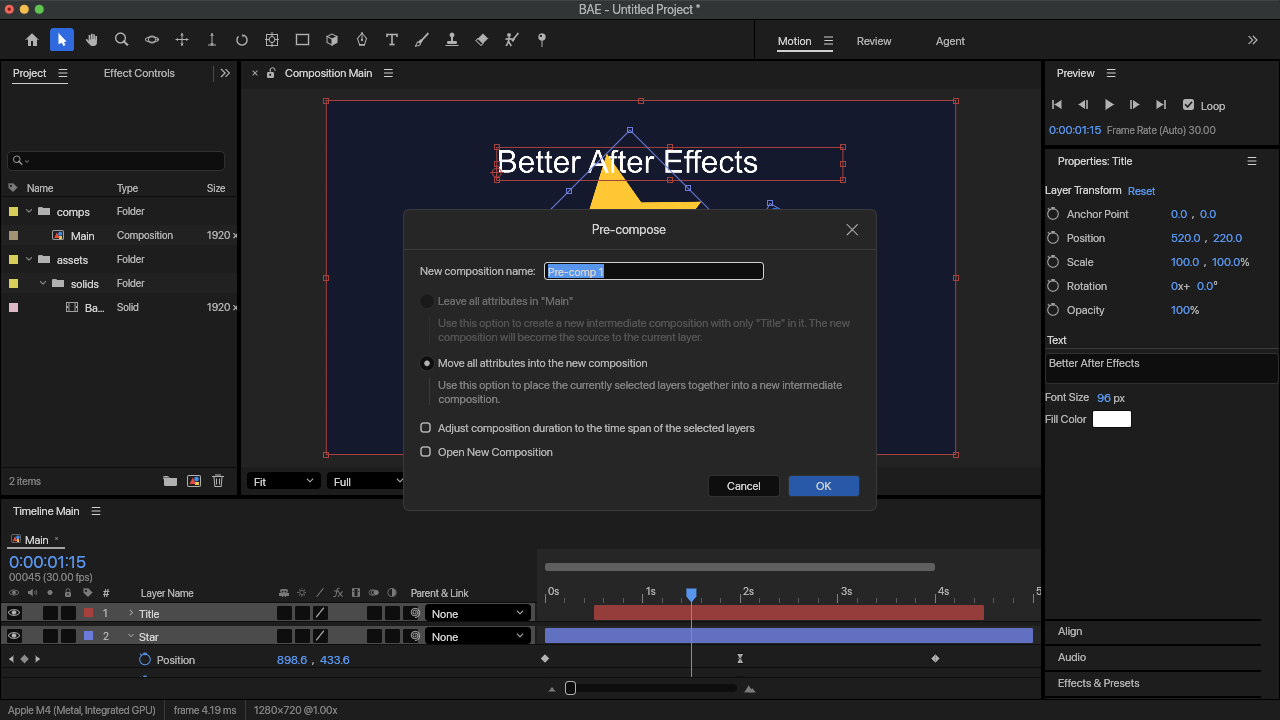 BAE - Untitled Project *
Motion
Review
Agent
Project
Effect Controls
Composition Main
Preview
Loop
0:00:01:15 Frame Rate (Auto) 30.00
Name Type Size
comps Folder
Main Composition 1920 ×
assets Folder
solids Folder
Ba... Solid 1920 ×
2 items
Better After Effects
Fit
Full
Properties: Title
Layer Transform Reset
Anchor Point 0.0 , 0.0
Position 520.0 , 220.0
Scale 100.0 , 100.0%
Rotation 0x+ 0.0°
Opacity 100%
Text
Better After Effects
Font Size 96 px
Fill Color
Pre-compose
New composition name: Pre-comp 1
Leave all attributes in "Main"
Use this option to create a new intermediate composition with only "Title" in it. The new
composition will become the source to the current layer.
Move all attributes into the new composition
Use this option to place the currently selected layers together into a new intermediate
composition.
Adjust composition duration to the time span of the selected layers
Open New Composition
Cancel
OK
Timeline Main
Main
0:00:01:15
00045 (30.00 fps)
# Layer Name fx Parent & Link
0s 1s 2s 3s 4s 5
1 Title None
2 Star None
Position 898.6 , 433.6
Align
Audio
Effects & Presets
Apple M4 (Metal, Integrated GPU) frame 4.19 ms 1280×720 @1.00x